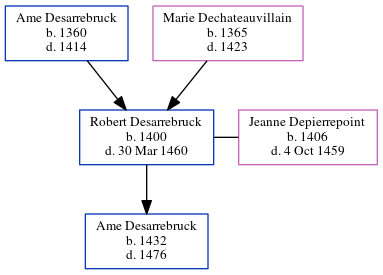 Ame Desarrebruck
b. 1360
d. 1414
Marie Dechateauvillain
b. 1365
d. 1423
Robert Desarrebruck
b. 1400
d. 30 Mar 1460
Jeanne Depierrepoint
b. 1406
d. 4 Oct 1459
Ame Desarrebruck
b. 1432
d. 1476